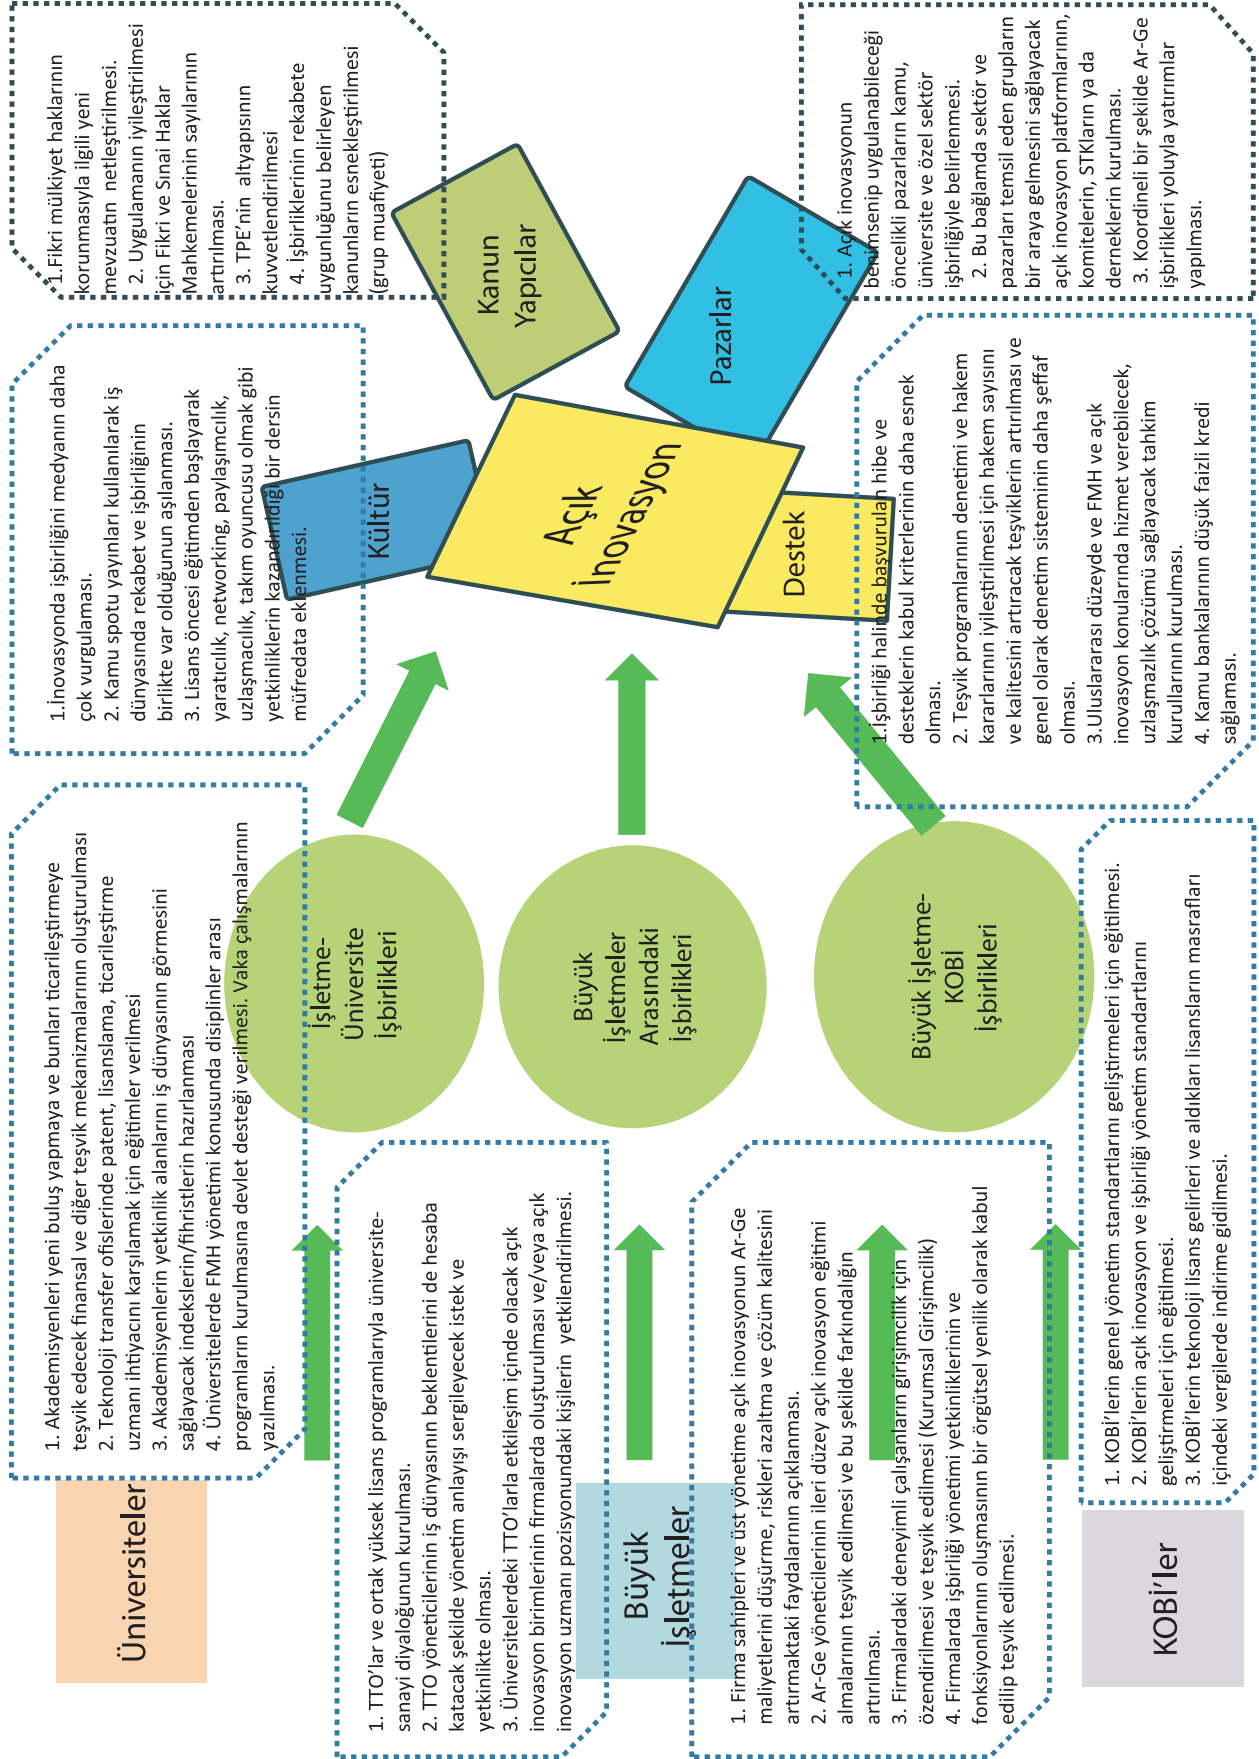 Üniversiteler
1. Akademisyenleri yeni buluş yapmaya ve bunları ticarileştirmeye
teşvik edecek finansal ve diğer teşvik mekanizmalarının oluşturulması
2. Teknoloji transfer ofislerinde patent, lisanslama, ticarileştirme
uzmanı ihtiyacını karşılamak için eğitimler verilmesi
3. Akademisyenlerin yetkinlik alanlarını iş dünyasının görmesini
sağlayacak indekslerin/fihristlerin hazırlanması
4. Üniversitelerde FMH yönetimi konusunda disiplinler arası
programların kurulmasına devlet desteği verilmesi. Vaka çalışmalarının
yazılması.
1. TTO’lar ve ortak yüksek lisans programlarıyla üniversite-
sanayi diyaloğunun kurulması.
2. TTO yöneticilerinin iş dünyasının beklentilerini de hesaba
katacak şekilde yönetim anlayışı sergileyecek istek ve
yetkinlikte olması.
3. Üniversitelerdeki TTO’larla etkileşim içinde olacak açık
inovasyon birimlerinin firmalarda oluşturulması ve/veya açık
inovasyon uzmanı pozisyonundaki kişilerin yetkilendirilmesi.
Büyük
İşletmeler
1. Firma sahipleri ve üst yönetime açık inovasyonun Ar-Ge
maliyetlerini düşürme, riskleri azaltma ve çözüm kalitesini
artırmaktaki faydalarının açıklanması.
2. Ar-Ge yöneticilerinin ileri düzey açık inovasyon eğitimi
almalarının teşvik edilmesi ve bu şekilde farkındalığın
artırılması.
3. Firmalardaki deneyimli çalışanların girişimcilik için
özendirilmesi ve teşvik edilmesi (Kurumsal Girişimcilik)
4. Firmalarda işbirliği yönetimi yetkinliklerinin ve
fonksiyonlarının oluşmasının bir örgütsel yenilik olarak kabul
edilip teşvik edilmesi.
KOBİ’ler
1. KOBİ’lerin genel yönetim standartlarını geliştirmeleri için eğitilmesi.
2. KOBİ’lerin açık inovasyon ve işbirliği yönetim standartlarını
geliştirmeleri için eğitilmesi.
3. KOBİ’lerin teknoloji lisans gelirleri ve aldıkları lisansların masrafları
içindeki vergilerde indirime gidilmesi.
İşletme-
Üniversite
İşbirlikleri
Büyük
İşletmeler
Arasındaki
İşbirlikleri
Büyük İşletme-
KOBİ
İşbirlikleri
1.İnovasyonda işbirliğini medyanın daha
çok vurgulaması.
2. Kamu spotu yayınları kullanılarak iş
dünyasında rekabet ve işbirliğinin
birlikte var olduğunun aşılanması.
3. Lisans öncesi eğitimden başlayarak
yaratıcılık, networking, paylaşımcılık,
uzlaşmacılık, takım oyuncusu olmak gibi
yetkinliklerin kazandırıldığı bir dersin
müfredata eklenmesi.
Kültür
Açık
İnovasyon
Destek
1.İşbirliği halinde başvurulan hibe ve
desteklerin kabul kriterlerinin daha esnek
olması.
2. Teşvik programlarının denetimi ve hakem
kararlarının iyileştirilmesi için hakem sayısını
ve kalitesini artıracak teşviklerin artırılması ve
genel olarak denetim sisteminin daha şeffaf
olması.
3.Uluslararası düzeyde ve FMH ve açık
inovasyon konularında hizmet verebilecek,
uzlaşmazlık çözümü sağlayacak tahkim
kurullarının kurulması.
4. Kamu bankalarının düşük faizli kredi
sağlaması.
1.Fikri mülkiyet haklarının
korunmasıyla ilgili yeni
mevzuatın netleştirilmesi.
2. Uygulamanın iyileştirilmesi
için Fikri ve Sınai Haklar
Mahkemelerinin sayılarının
artırılması.
3. TPE’nin altyapısının
kuvvetlendirilmesi
4. İşbirliklerinin rekabete
uygunluğunu belirleyen
kanunların esnekleştirilmesi
(grup muafiyeti)
Kanun
Yapıcılar
Pazarlar
1. Açık inovasyonun
benimsenip uygulanabileceği
öncelikli pazarların kamu,
üniversite ve özel sektör
işbirliğiyle belirlenmesi.
2. Bu bağlamda sektör ve
pazarları temsil eden grupların
bir araya gelmesini sağlayacak
açık inovasyon platformlarının,
komitelerin, STKların ya da
derneklerin kurulması.
3. Koordineli bir şekilde Ar-Ge
işbirlikleri yoluyla yatırımlar
yapılması.